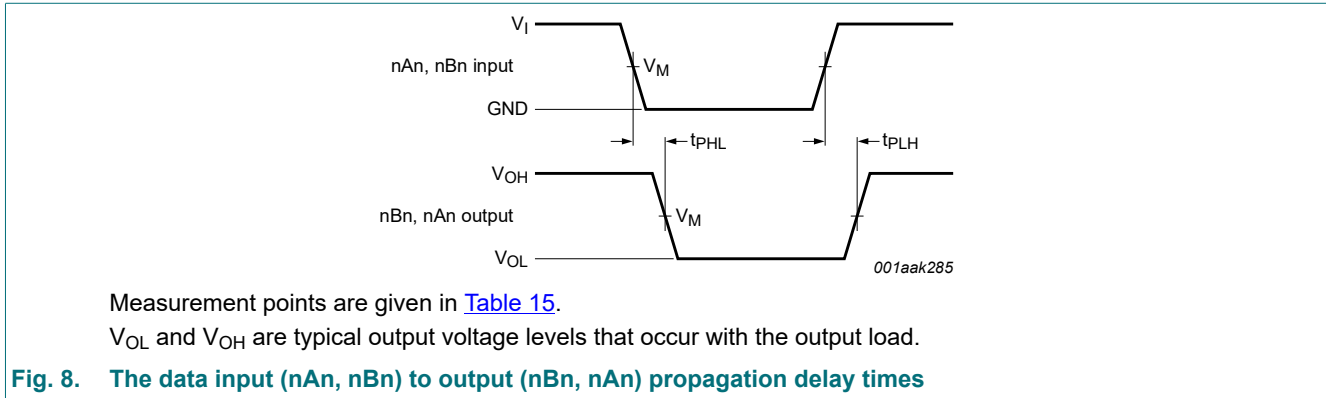 VI
nAn, nBn input
VM
GND
tPHL
tPLH
VOH
nBn, nAn output
VM
VOL
001aak285
Measurement points are given in Table 15.
VOL and VOH are typical output voltage levels that occur with the output load.
Fig. 8. The data input (nAn, nBn) to output (nBn, nAn) propagation delay times